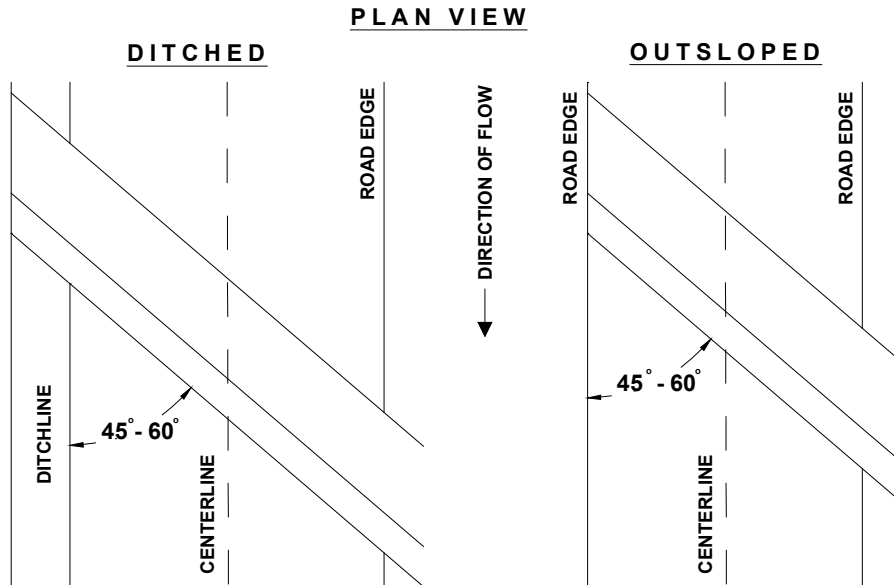 PLAN VIEW
DITCHED
OUTSLOPED
ROAD EDGE
DIRECTION OF FLOW
ROAD EDGE
ROAD EDGE
45° - 60°
45° - 60°
DITCHLINE
CENTERLINE
CENTERLINE